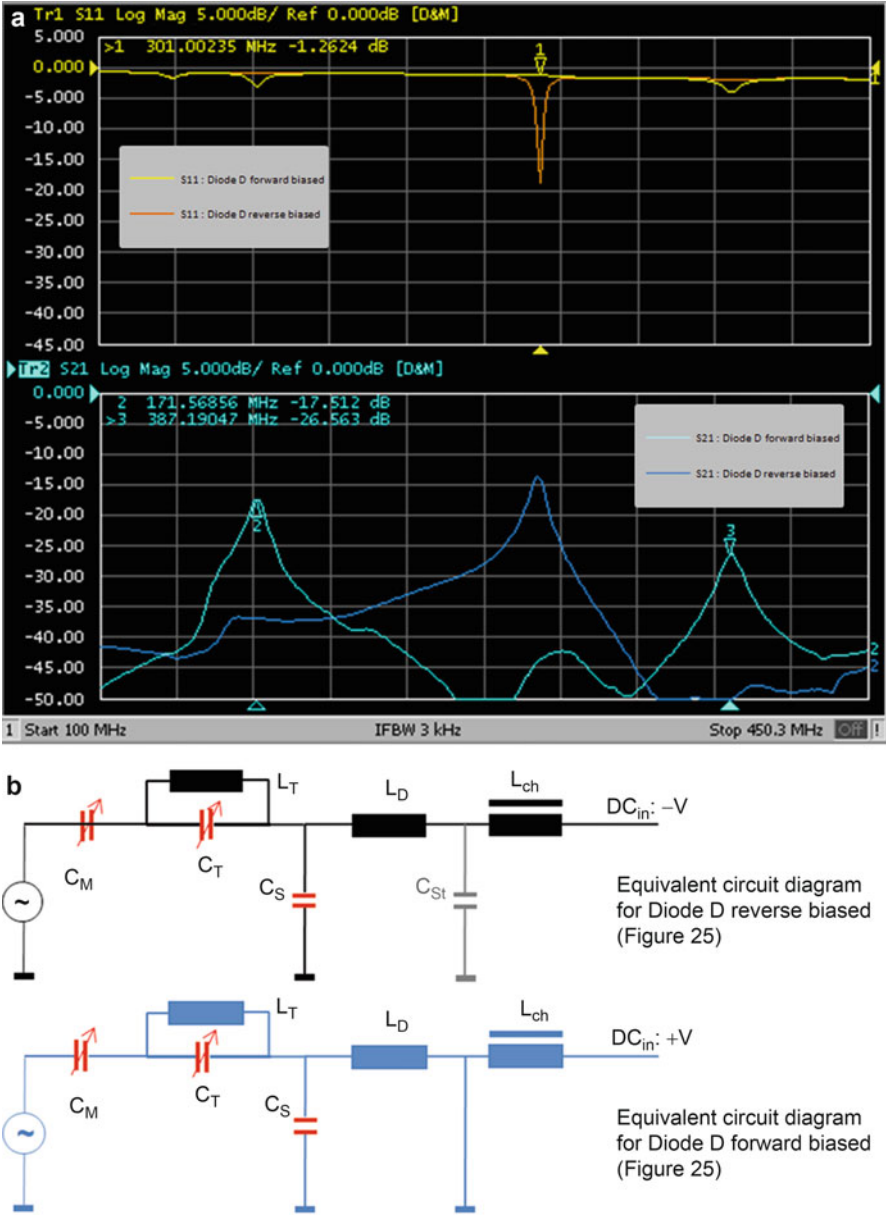 a Tr1 S11 Log Mag 5.000dB/ Ref 0.000dB [D&M]
5.000
>1 301.00235 MHz -1.2624 dB
1
0.000
1
-5.000
-10.00
-15.00
-20.00
-25.00
-30.00
-35.00
-40.00
-45.00
S11 : Diode D forward biased
S11 : Diode D reverse biased
Tr2 S21 Log Mag 5.000dB/ Ref 0.000dB [D&M]
0.000
2 171.56856 MHz -17.512 dB
>3 387.19047 MHz -26.563 dB
-5.000
-10.00
-15.00
-20.00
-25.00
-30.00
-35.00
-40.00
-45.00
-50.00
S21 : Diode D forward biased
S21 : Diode D reverse biased
2
3
2
2
1 Start 100 MHz IFBW 3 kHz Stop 450.3 MHz Off !
b
LT
LD
Lch
DCin: −V
CM
CT
CS
CSt
~
Equivalent circuit diagram
for Diode D reverse biased
(Figure 25)
LT
LD
Lch
DCin: +V
CM
CT
CS
~
Equivalent circuit diagram
for Diode D forward biased
(Figure 25)